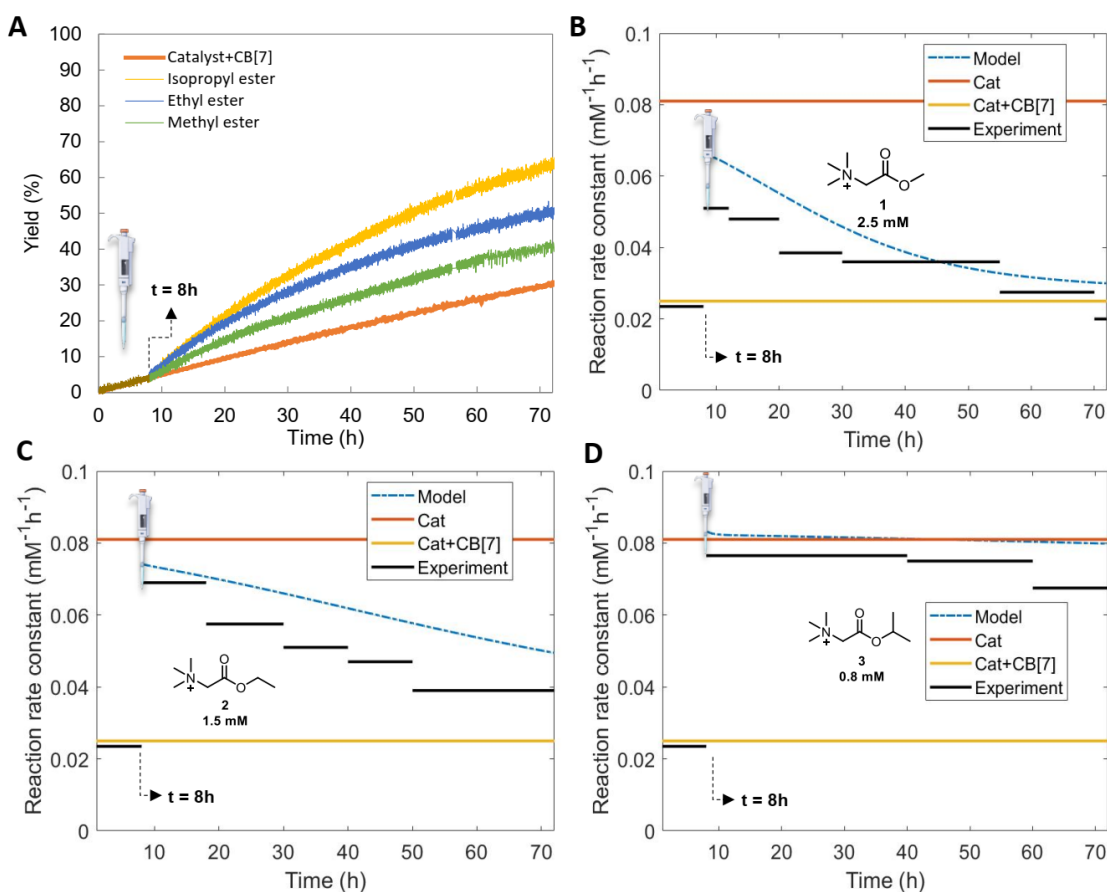 A
100
90
80
70
60
50
40
30
20
10
0
Yield (%)
Catalyst+CB[7]
Isopropyl ester
Ethyl ester
Methyl ester
t = 8h
0 10 20 30 40 50 60 70
Time (h)
B
0.1
0.08
0.06
0.04
0.02
0
Reaction rate constant (mM⁻¹h⁻¹)
Model
Cat
Cat+CB[7]
Experiment
N
+
O
O
1
2.5 mM
t = 8h
10 20 30 40 50 60 70
Time (h)
C
0.1
0.08
0.06
0.04
0.02
0
Reaction rate constant (mM⁻¹h⁻¹)
Model
Cat
Cat+CB[7]
Experiment
N
+
O
O
2
1.5 mM
t = 8h
10 20 30 40 50 60 70
Time (h)
D
0.1
0.08
0.06
0.04
0.02
0
Reaction rate constant (mM⁻¹h⁻¹)
N
+
O
O
3
0.8 mM
Model
Cat
Cat+CB[7]
Experiment
t = 8h
10 20 30 40 50 60 70
Time (h)